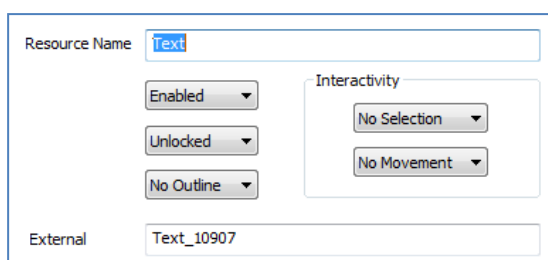 Resource Name Text
Interactivity
Enabled
No Selection
Unlocked
No Movement
No Outline
External Text_10907